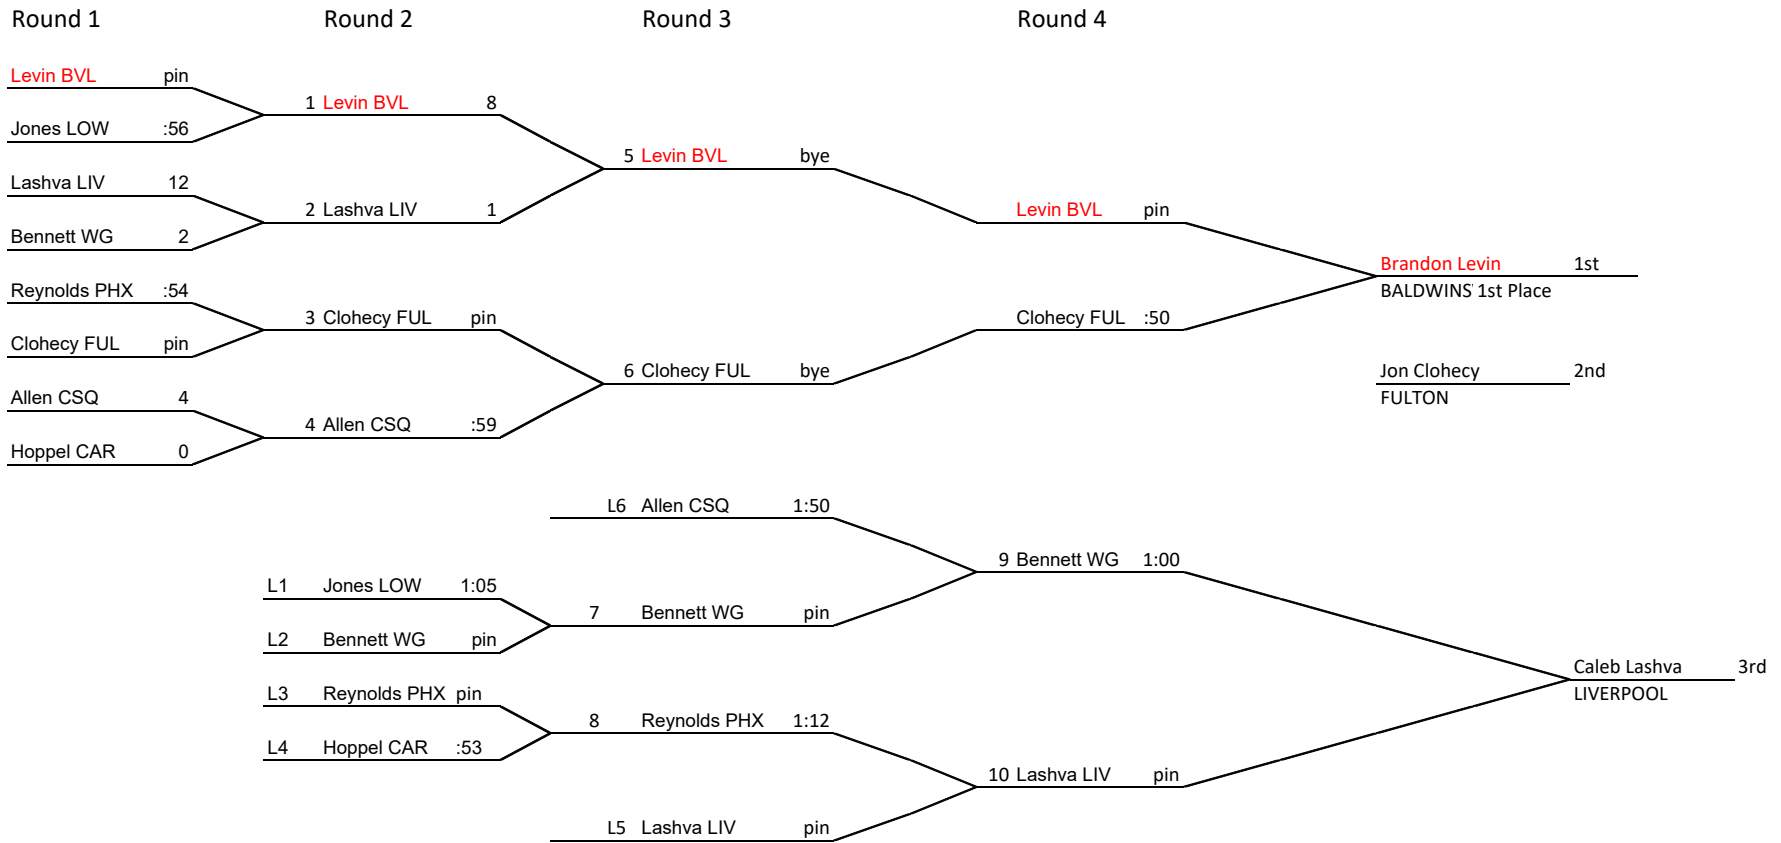 Round 1 Round 2 Round 3 Round 4
Levin BVL pin
1 Levin BVL 8
Jones LOW :56
5 Levin BVL bye
Lashva LIV 12
2 Lashva LIV 1
Levin BVL pin
Bennett WG 2
Brandon Levin 1st
Reynolds PHX :54
BALDWINS 1st Place
3 Clohecy FUL pin
Clohecy FUL :50
Clohecy FUL pin
6 Clohecy FUL bye
Jon Clohecy 2nd
Allen CSQ 4
FULTON
4 Allen CSQ :59
Hoppel CAR 0
L6 Allen CSQ 1:50
9 Bennett WG 1:00
L1 Jones LOW 1:05
7 Bennett WG pin
L2 Bennett WG pin
Caleb Lashva 3rd
L3 Reynolds PHX pin
LIVERPOOL
8 Reynolds PHX 1:12
L4 Hoppel CAR :53
10 Lashva LIV pin
L5 Lashva LIV pin